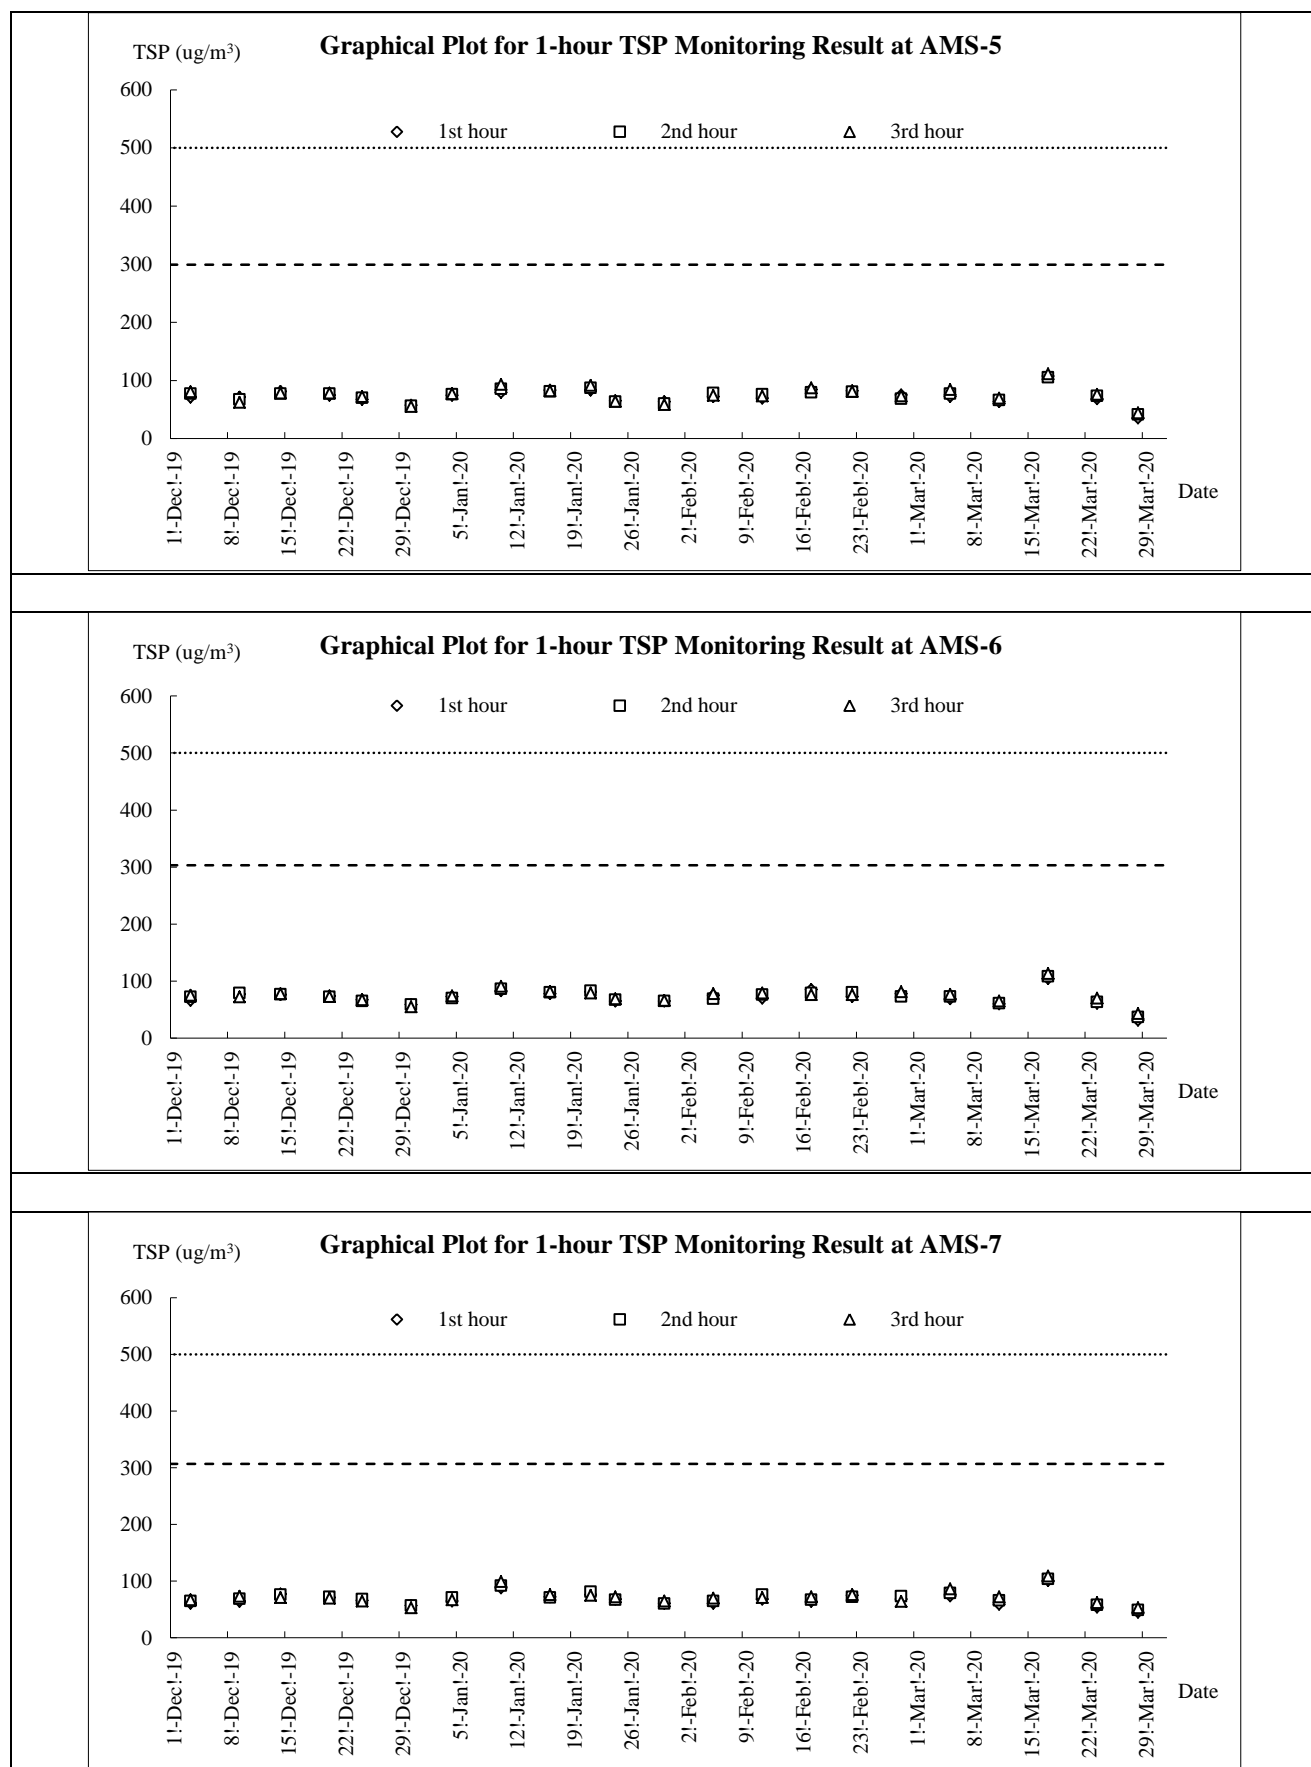 Graphical Plot for 1-hour TSP Monitoring Result at AMS-5
TSP (ug/m³)
600
1st hour 2nd hour 3rd hour
500
400
300
200
100
0
1!-Dec!-19 8!-Dec!-19 15!-Dec!-19 22!-Dec!-19 29!-Dec!-19 5!-Jan!-20 12!-Jan!-20 19!-Jan!-20 26!-Jan!-20 2!-Feb!-20 9!-Feb!-20 16!-Feb!-20 23!-Feb!-20 1!-Mar!-20 8!-Mar!-20 15!-Mar!-20 22!-Mar!-20 29!-Mar!-20
Date
Graphical Plot for 1-hour TSP Monitoring Result at AMS-6
TSP (ug/m³)
600
1st hour 2nd hour 3rd hour
500
400
300
200
100
0
1!-Dec!-19 8!-Dec!-19 15!-Dec!-19 22!-Dec!-19 29!-Dec!-19 5!-Jan!-20 12!-Jan!-20 19!-Jan!-20 26!-Jan!-20 2!-Feb!-20 9!-Feb!-20 16!-Feb!-20 23!-Feb!-20 1!-Mar!-20 8!-Mar!-20 15!-Mar!-20 22!-Mar!-20 29!-Mar!-20
Date
Graphical Plot for 1-hour TSP Monitoring Result at AMS-7
TSP (ug/m³)
600
1st hour 2nd hour 3rd hour
500
400
300
200
100
0
1!-Dec!-19 8!-Dec!-19 15!-Dec!-19 22!-Dec!-19 29!-Dec!-19 5!-Jan!-20 12!-Jan!-20 19!-Jan!-20 26!-Jan!-20 2!-Feb!-20 9!-Feb!-20 16!-Feb!-20 23!-Feb!-20 1!-Mar!-20 8!-Mar!-20 15!-Mar!-20 22!-Mar!-20 29!-Mar!-20
Date